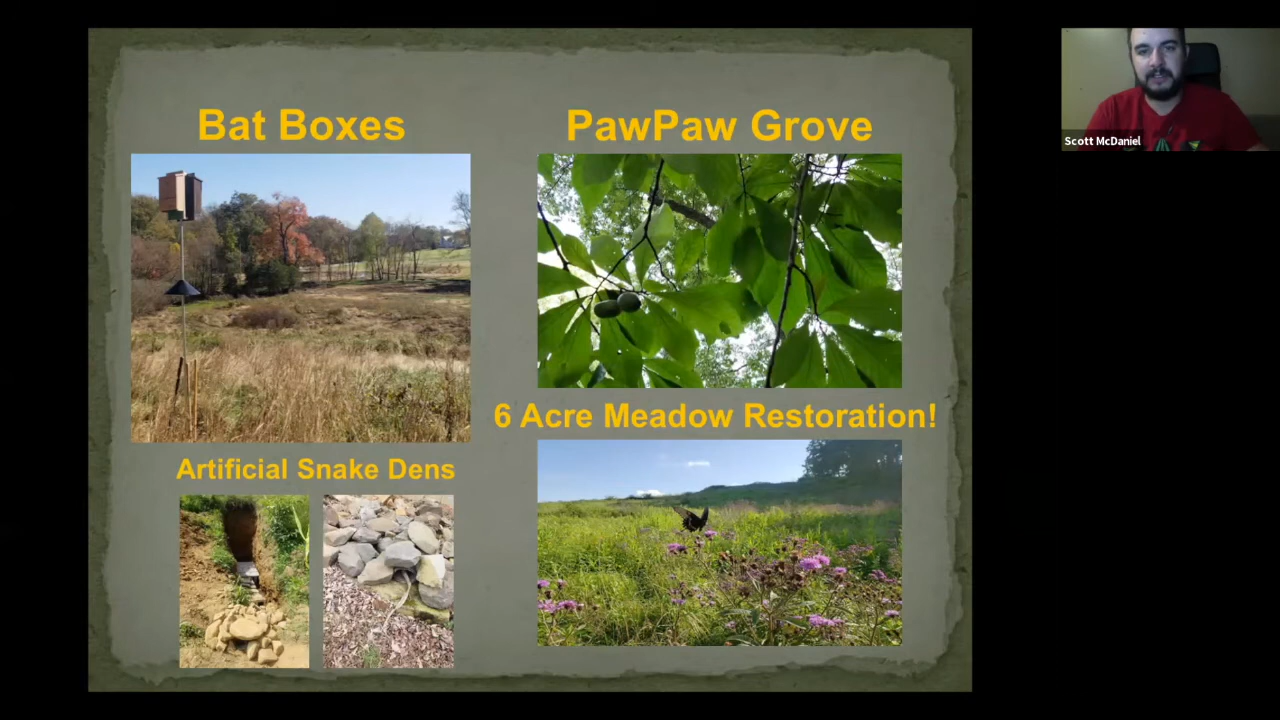 Bat Boxes
PawPaw Grove
6 Acre Meadow Restoration!
Artificial Snake Dens
Scott McDaniel